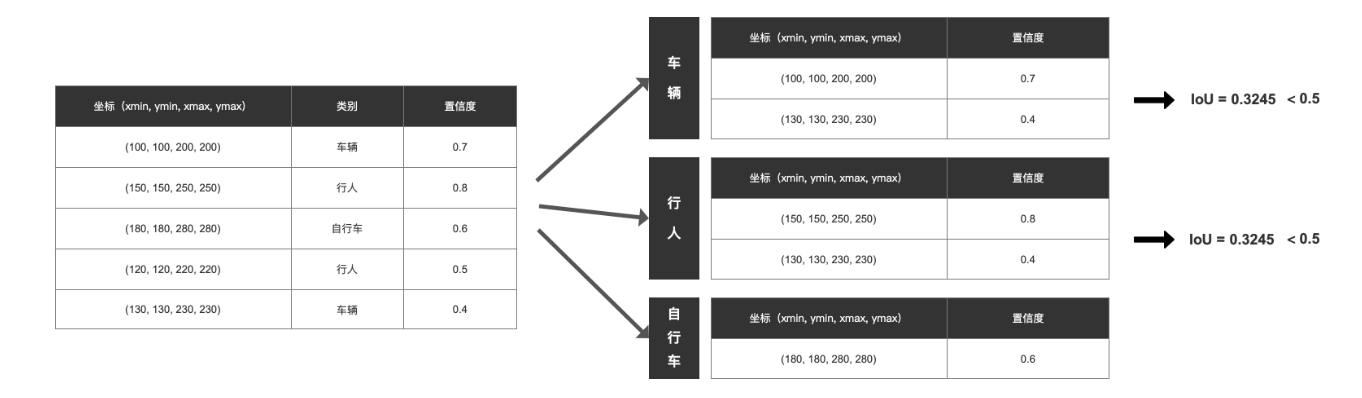 坐标（xmin, ymin, xmax, ymax） 类别 置信度
(100, 100, 200, 200) 车辆 0.7
(150, 150, 250, 250) 行人 0.8
(180, 180, 280, 280) 自行车 0.6
(120, 120, 220, 220) 行人 0.5
(130, 130, 230, 230) 车辆 0.4
车辆
坐标（xmin, ymin, xmax, ymax） 置信度
(100, 100, 200, 200) 0.7
(130, 130, 230, 230) 0.4
IoU = 0.3245 < 0.5
行人
坐标（xmin, ymin, xmax, ymax） 置信度
(150, 150, 250, 250) 0.8
(130, 130, 230, 230) 0.4
IoU = 0.3245 < 0.5
自行车
坐标（xmin, ymin, xmax, ymax） 置信度
(180, 180, 280, 280) 0.6